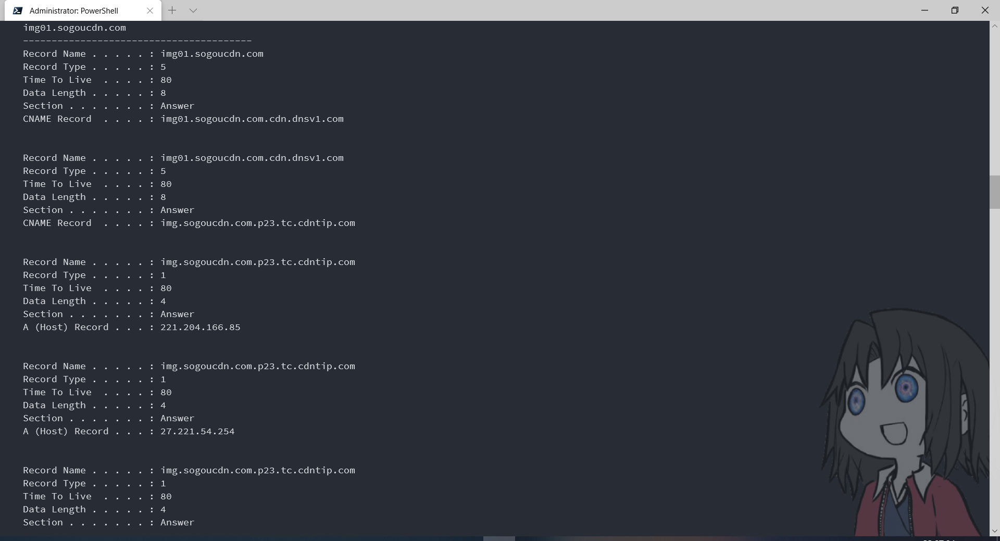 Administrator: PowerShell
img01.sogoucdn.com
----------------------------------------
Record Name . . . . . : img01.sogoucdn.com
Record Type . . . . . : 5
Time To Live  . . . . : 80
Data Length . . . . . : 8
Section . . . . . . . : Answer
CNAME Record  . . . . : img01.sogoucdn.com.cdn.dnsv1.com
Record Name . . . . . : img01.sogoucdn.com.cdn.dnsv1.com
Record Type . . . . . : 5
Time To Live  . . . . : 80
Data Length . . . . . : 8
Section . . . . . . . : Answer
CNAME Record  . . . . : img.sogoucdn.com.p23.tc.cdntip.com
Record Name . . . . . : img.sogoucdn.com.p23.tc.cdntip.com
Record Type . . . . . : 1
Time To Live  . . . . : 80
Data Length . . . . . : 4
Section . . . . . . . : Answer
A (Host) Record . . . : 221.204.166.85
Record Name . . . . . : img.sogoucdn.com.p23.tc.cdntip.com
Record Type . . . . . : 1
Time To Live  . . . . : 80
Data Length . . . . . : 4
Section . . . . . . . : Answer
A (Host) Record . . . : 27.221.54.254
Record Name . . . . . : img.sogoucdn.com.p23.tc.cdntip.com
Record Type . . . . . : 1
Time To Live  . . . . : 80
Data Length . . . . . : 4
Section . . . . . . . : Answer